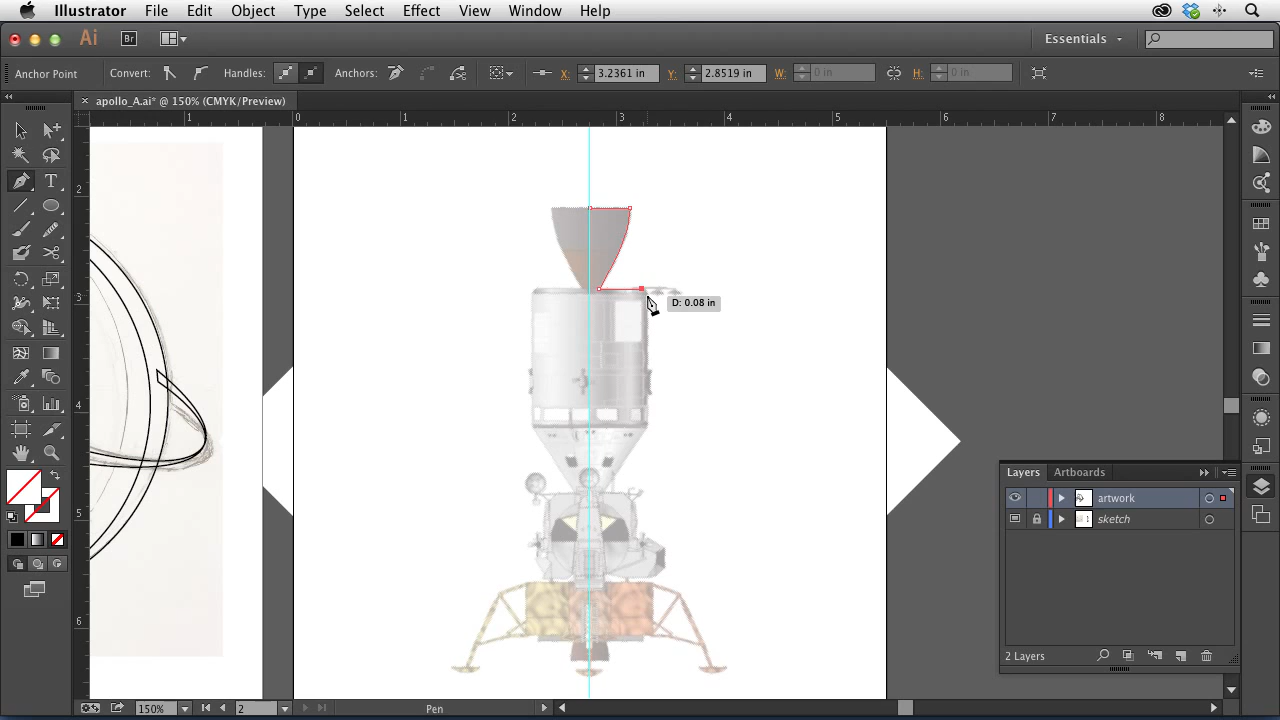 Illustrator File Edit Object Type Select Effect View Window Help
Ai Br Essentials
Anchor Point Convert: Handles: Anchors: X: 3.2361 in Y: 2.8519 in W: 0 in H: 0 in
apollo_A.ai* @ 150% (CMYK/Preview)
1 0 1 2 3 4 5 6 7 8
2
3
4
5
6
D: 0.08 in
Layers Artboards
artwork
sketch
2 Layers
150% 2 Pen